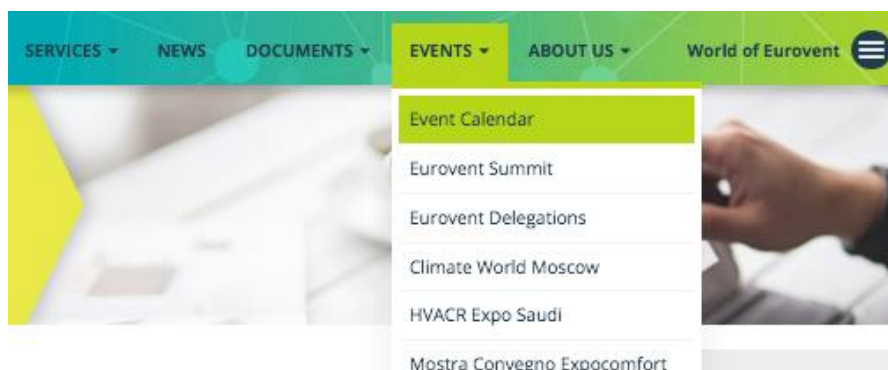 SERVICES NEWS DOCUMENTS EVENTS ABOUT US World of Eurovent
Event Calendar
Eurovent Summit
Eurovent Delegations
Climate World Moscow
HVACR Expo Saudi
Mostra Convegno Expocomfort